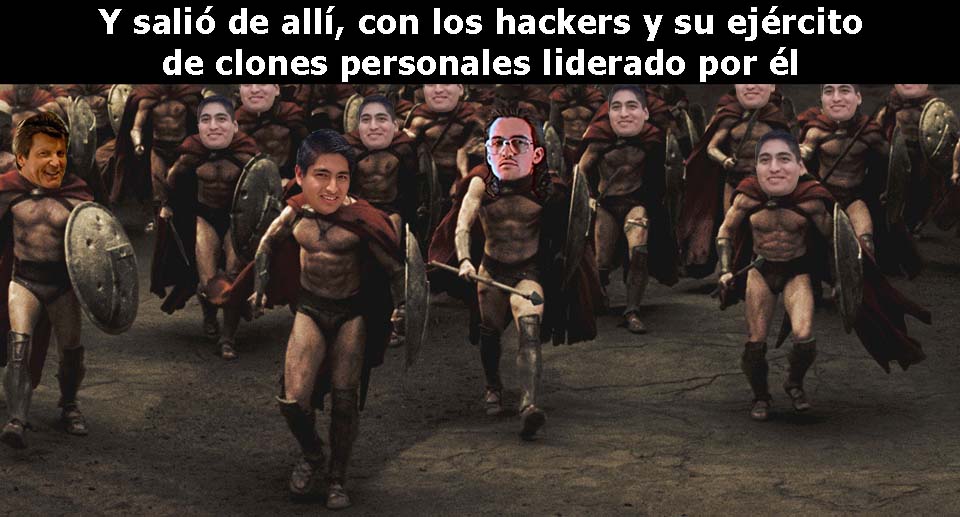 Y salió de allí, con los hackers y su ejército
de clones personales liderado por él